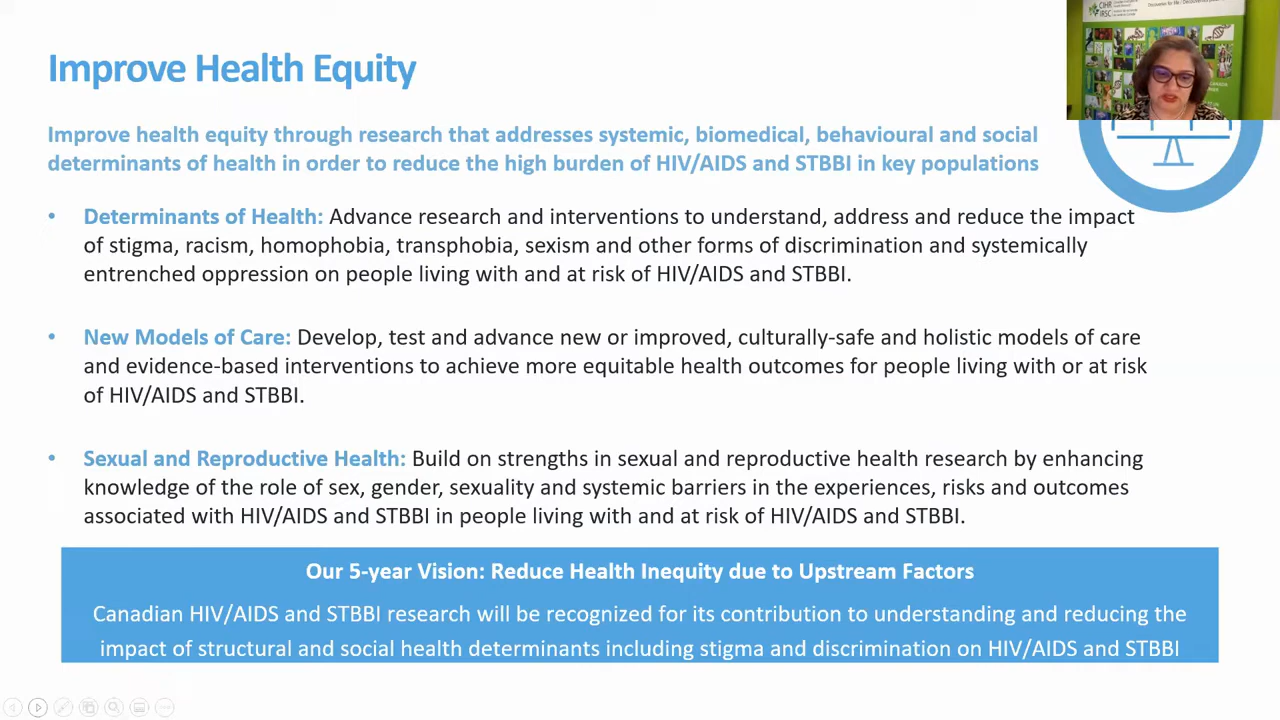 Improve Health Equity
CIHR
IRSC
Improve health equity through research that addresses systemic, biomedical, behavioural and social
determinants of health in order to reduce the high burden of HIV/AIDS and STBBI in key populations
• Determinants of Health: Advance research and interventions to understand, address and reduce the impact
of stigma, racism, homophobia, transphobia, sexism and other forms of discrimination and systemically
entrenched oppression on people living with and at risk of HIV/AIDS and STBBI.
• New Models of Care: Develop, test and advance new or improved, culturally-safe and holistic models of care
and evidence-based interventions to achieve more equitable health outcomes for people living with or at risk
of HIV/AIDS and STBBI.
• Sexual and Reproductive Health: Build on strengths in sexual and reproductive health research by enhancing
knowledge of the role of sex, gender, sexuality and systemic barriers in the experiences, risks and outcomes
associated with HIV/AIDS and STBBI in people living with and at risk of HIV/AIDS and STBBI.
Our 5-year Vision: Reduce Health Inequity due to Upstream Factors
Canadian HIV/AIDS and STBBI research will be recognized for its contribution to understanding and reducing the
impact of structural and social health determinants including stigma and discrimination on HIV/AIDS and STBBI